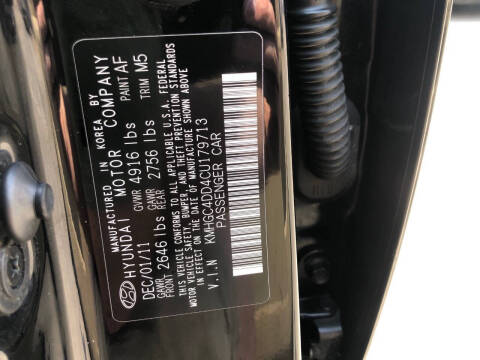 MANUFACTURED IN KOREA BY
HYUNDAI MOTOR COMPANY
DEC/01/11 GVWR 4916 lbs PAINT AF
GAWR FRONT 2646 lbs GAWR REAR 2756 lbs TRIM M5
THIS VEHICLE CONFORMS TO ALL APPLICABLE U.S.A. FEDERAL
MOTOR VEHICLE SAFETY, BUMPER, AND THEFT PREVENTION STANDARDS
IN EFFECT ON THE DATE OF MANUFACTURE SHOWN ABOVE
V.I.N KMHGC4DD4CU179713
PASSENGER CAR